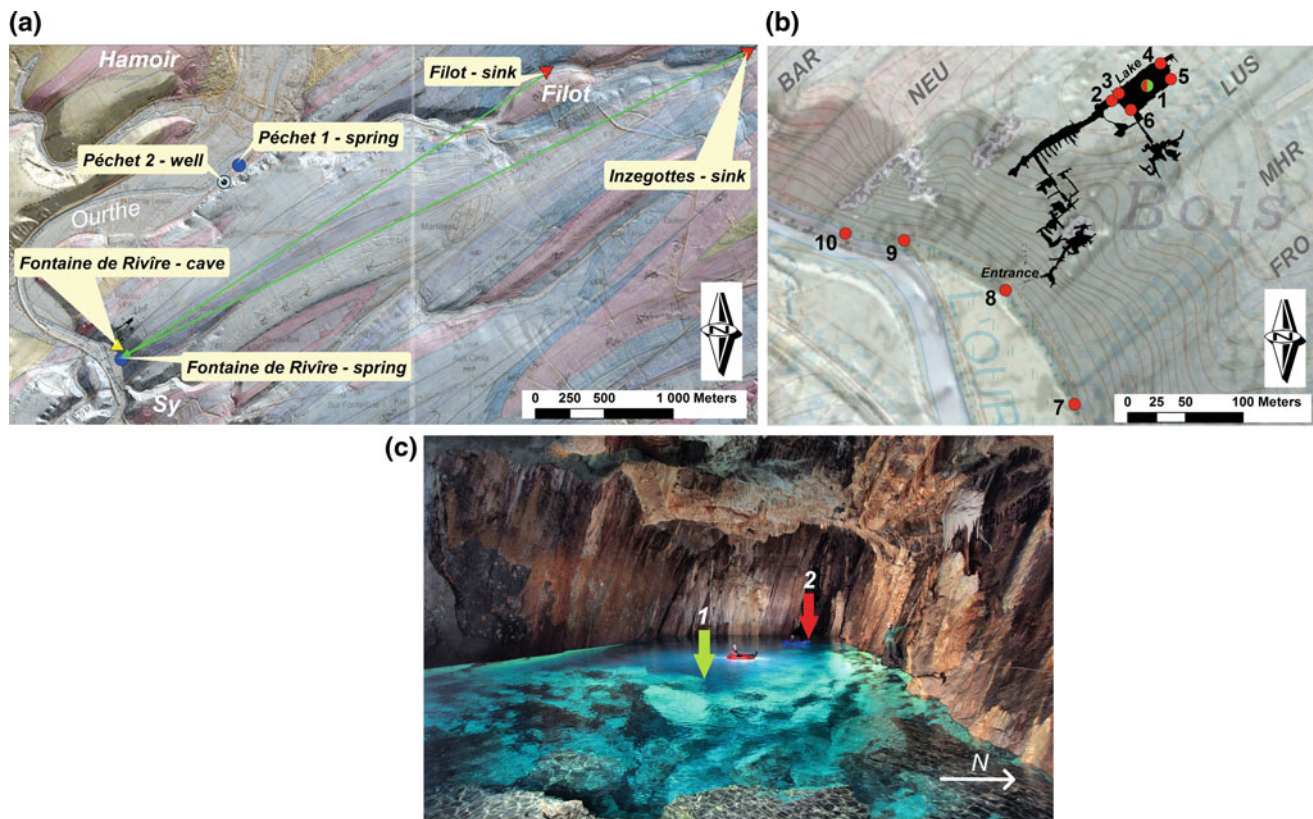 (a)
Hamoir
Filot - sink
Filot
Péchet 1 - spring
Péchet 2 - well
Inzegottes - sink
Ourthe
Fontaine de Rivîre - cave
Fontaine de Rivîre - spring
Sy
N
0 250 500 1 000 Meters
(b)
BAR
NEU
LUS
MHR
FRO
4
Lake
3
5
2
1
6
Bois
10
9
Entrance
8
L'OUR
7
N
0 25 50 100 Meters
(c)
2
1
N